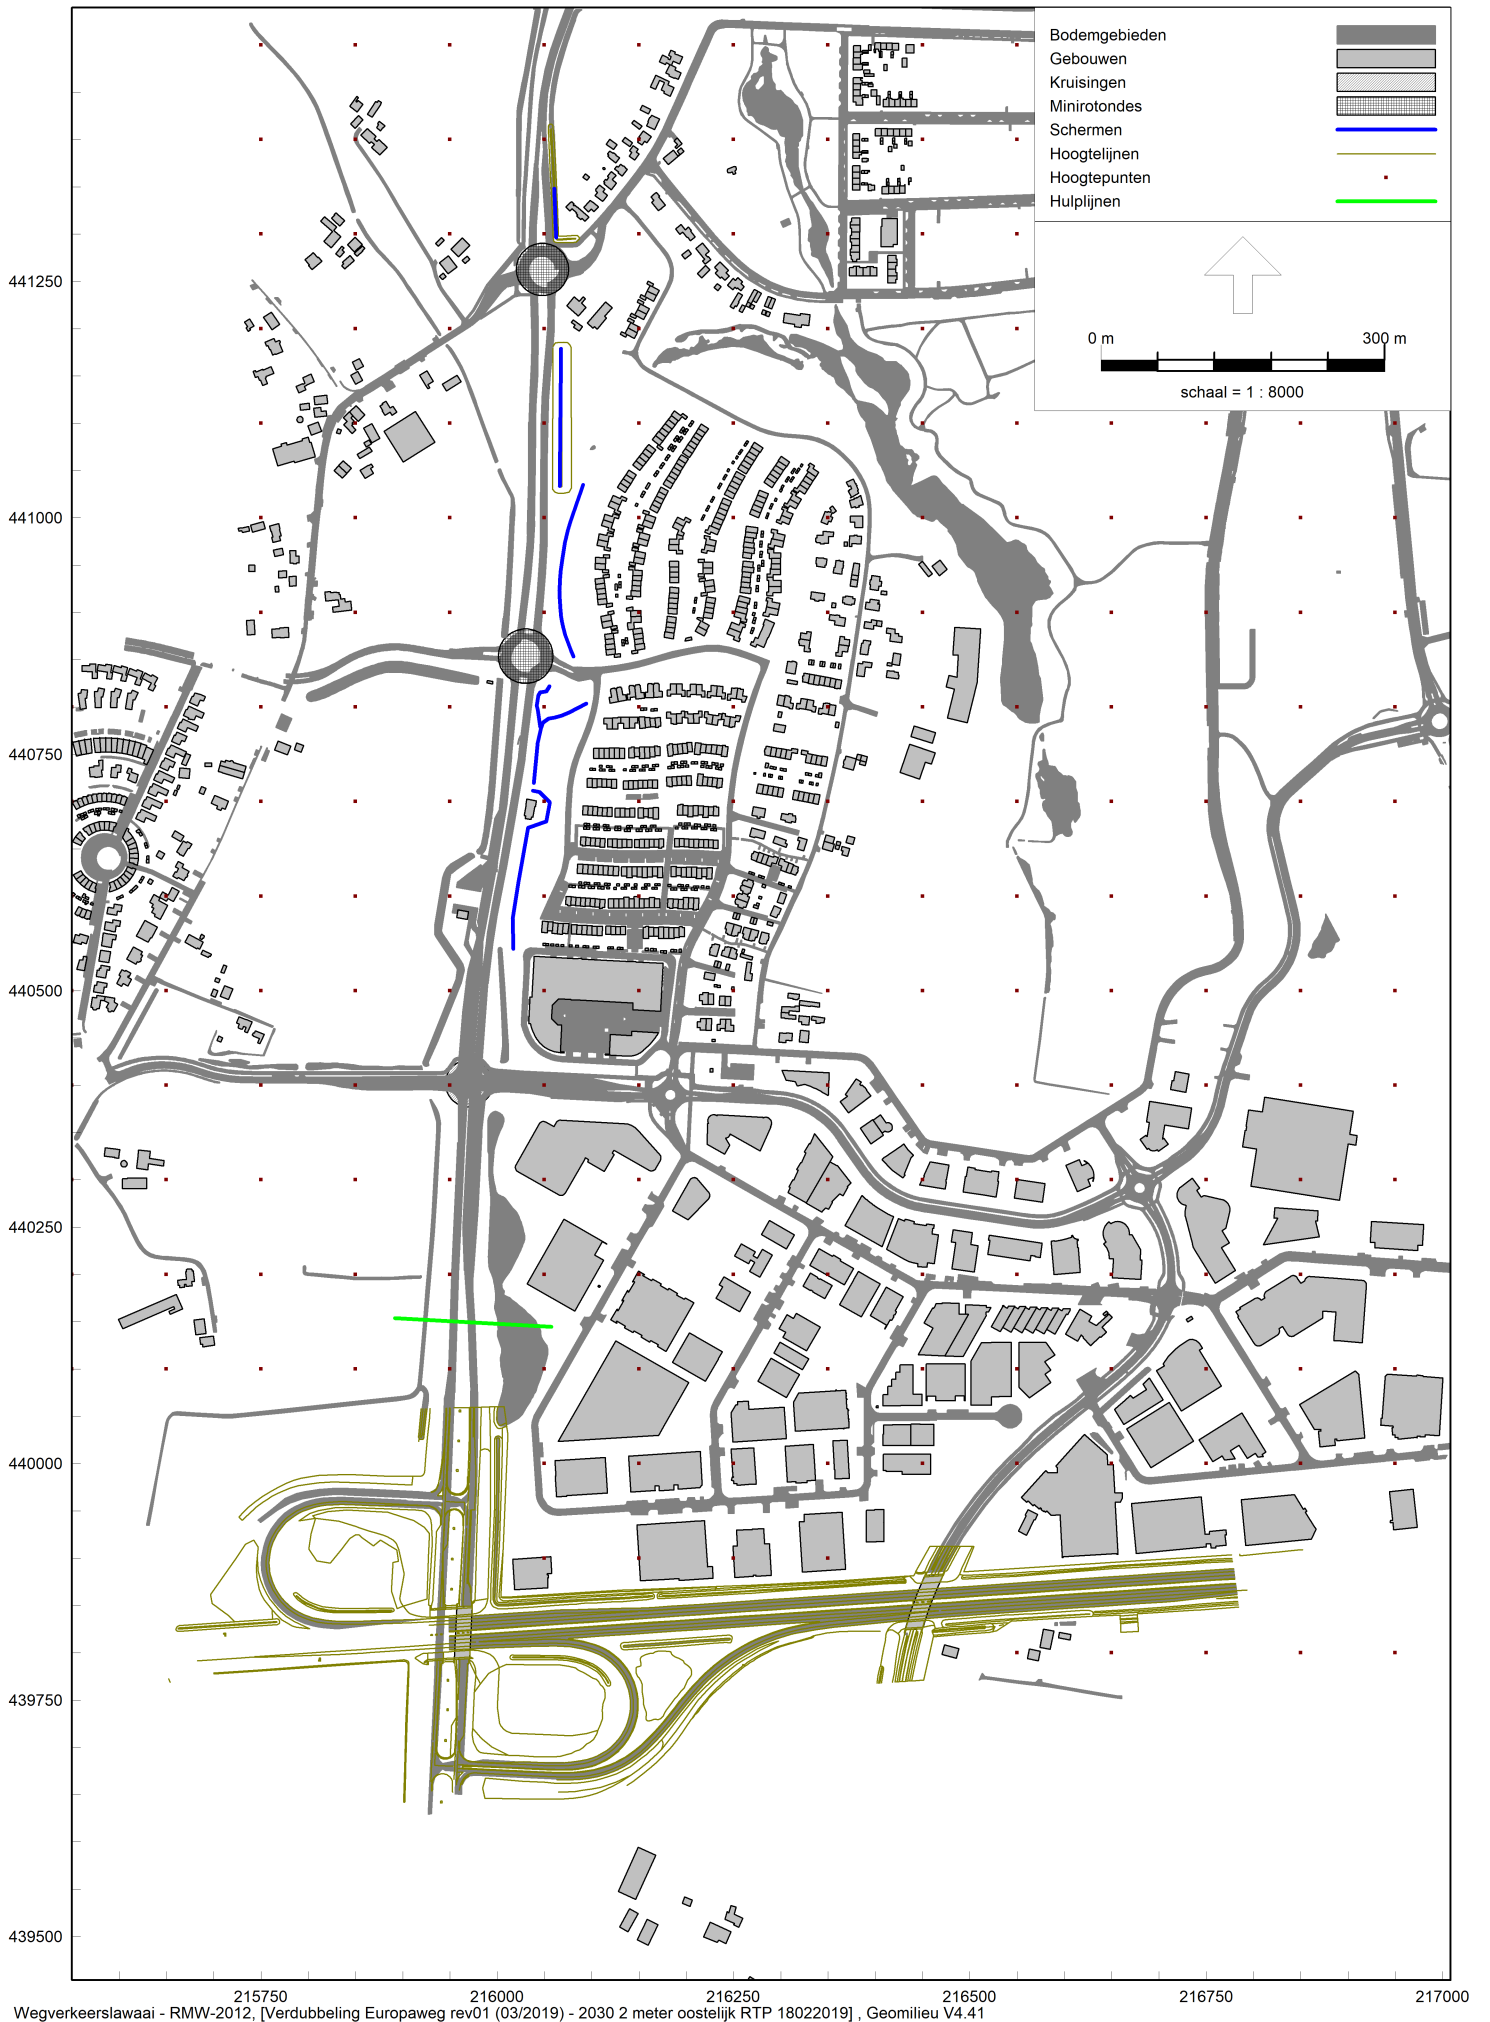 Bodemgebieden
Gebouwen
Kruisingen
Minirotondes
Schermen
Hoogtelijnen
Hoogtepunten
Hulplijnen
0 m 300 m
schaal = 1 : 8000
441250
441000
440750
440500
440250
440000
439750
439500
215750 216000 216250 216500 216750 217000
Wegverkeerslawaai - RMW-2012, [Verdubbeling Europaweg rev01 (03/2019) - 2030 2 meter oostelijk RTP 18022019] , Geomilieu V4.41